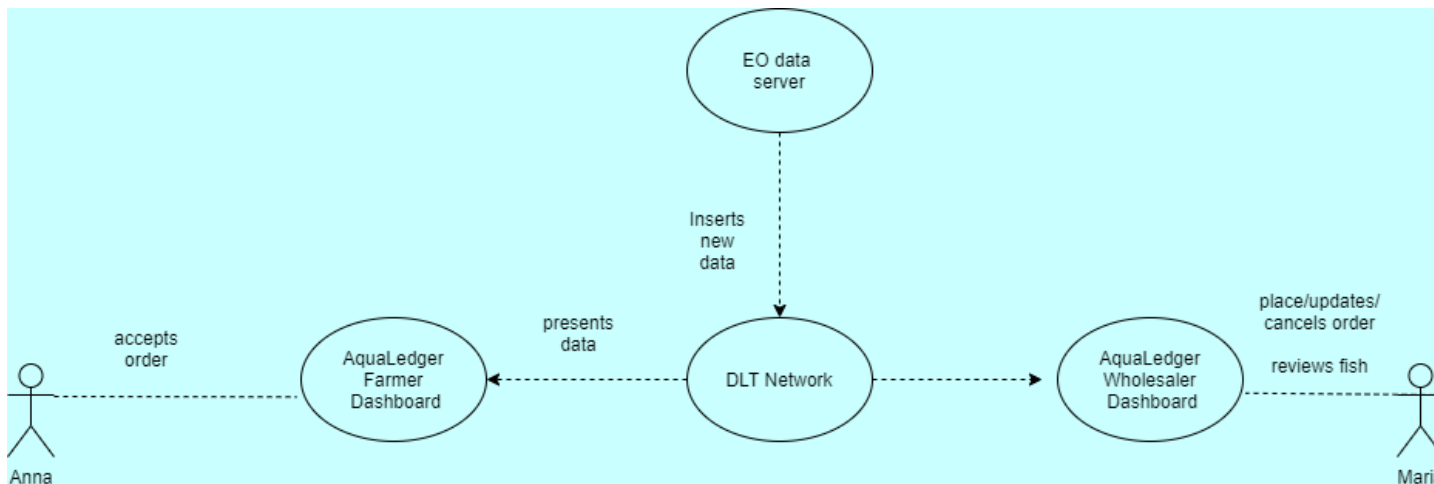 EO data
server
Inserts
new
data
place/updates/
cancels order
reviews fish
accepts
order
presents
data
AquaLedger
Farmer
Dashboard
DLT Network
AquaLedger
Wholesaler
Dashboard
Anna
Mari